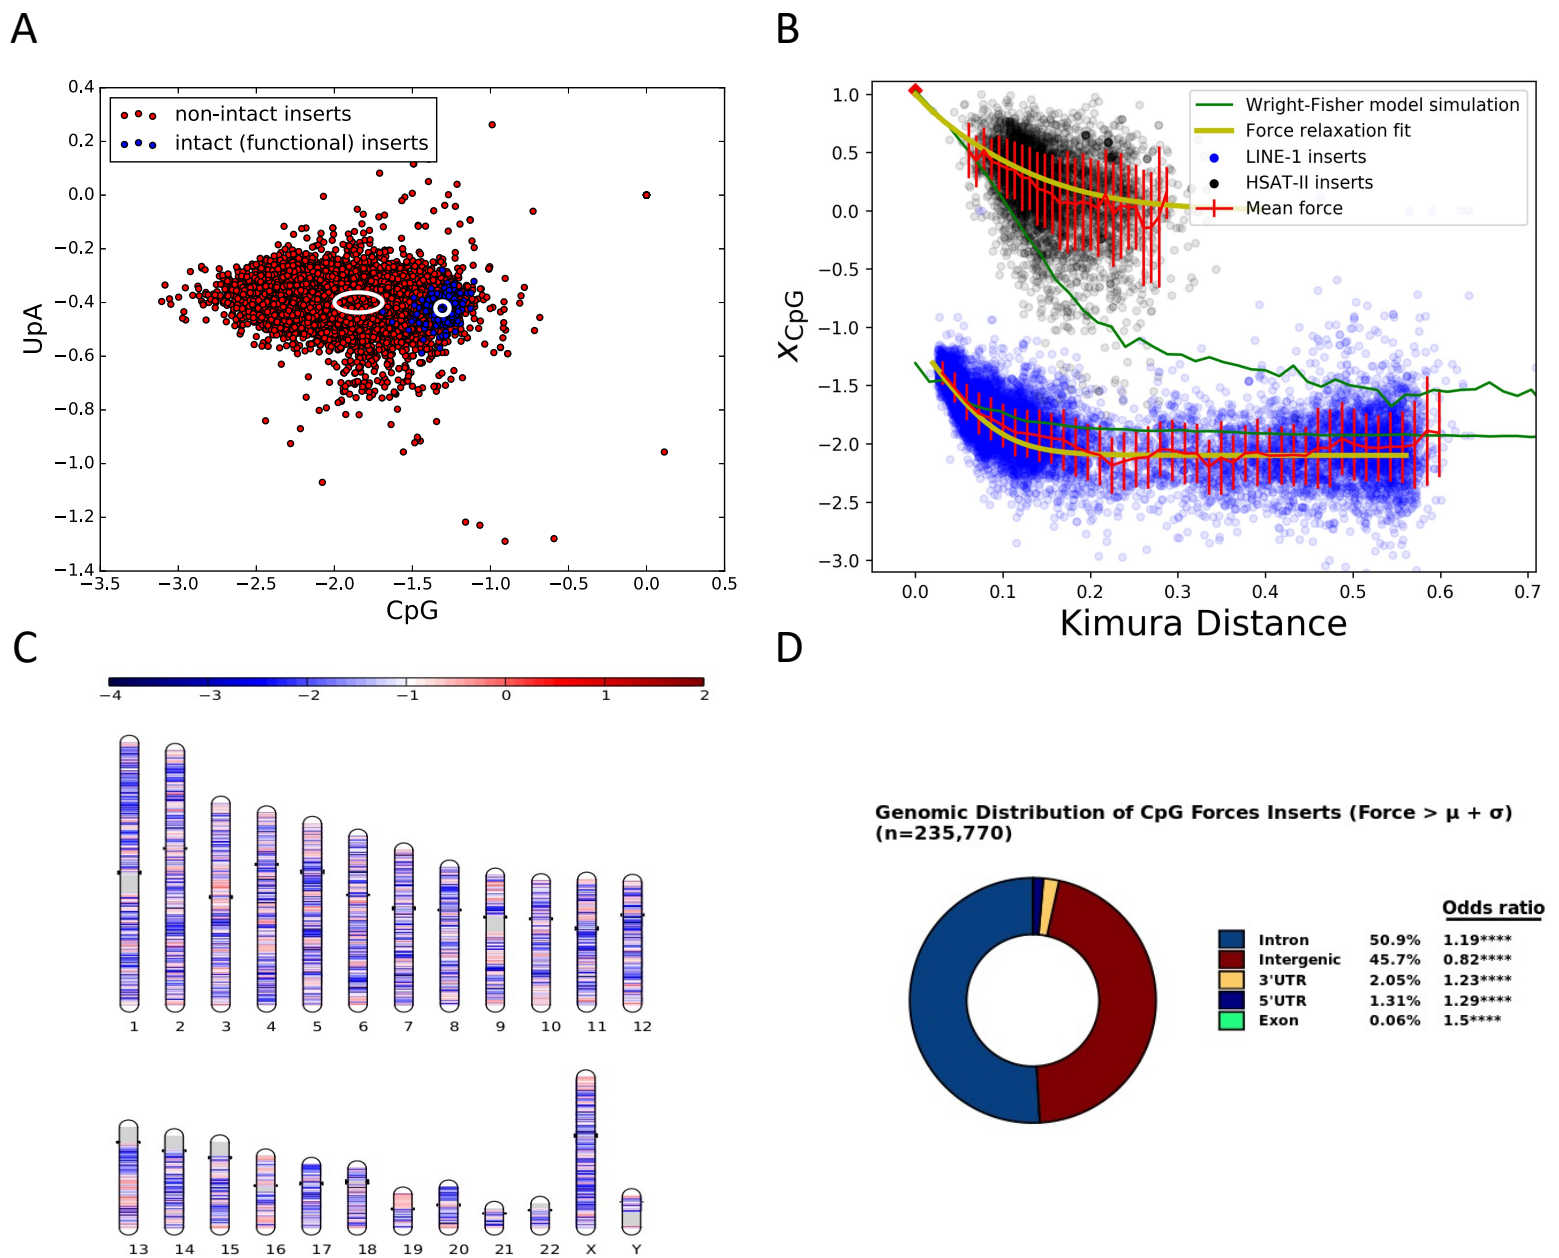 A
B
0.4
0.2
0.0
−0.2
−0.4
−0.6
−0.8
−1.0
−1.2
−1.4
UpA
non-intact inserts
intact (functional) inserts
−3.5 −3.0 −2.5 −2.0 −1.5 −1.0 −0.5 0.0 0.5
CpG
1.0
0.5
0.0
−0.5
−1.0
−1.5
−2.0
−2.5
−3.0
xCpG
Wright-Fisher model simulation
Force relaxation fit
LINE-1 inserts
HSAT-II inserts
Mean force
0.0 0.1 0.2 0.3 0.4 0.5 0.6 0.7
Kimura Distance
C
D
−4 −3 −2 −1 0 1 2
1 2 3 4 5 6 7 8 9 10 11 12
13 14 15 16 17 18 19 20 21 22 X Y
Genomic Distribution of CpG Forces Inserts (Force > μ + σ)
(n=235,770)
Odds ratio
Intron 50.9% 1.19****
Intergenic 45.7% 0.82****
3'UTR 2.05% 1.23****
5'UTR 1.31% 1.29****
Exon 0.06% 1.5****